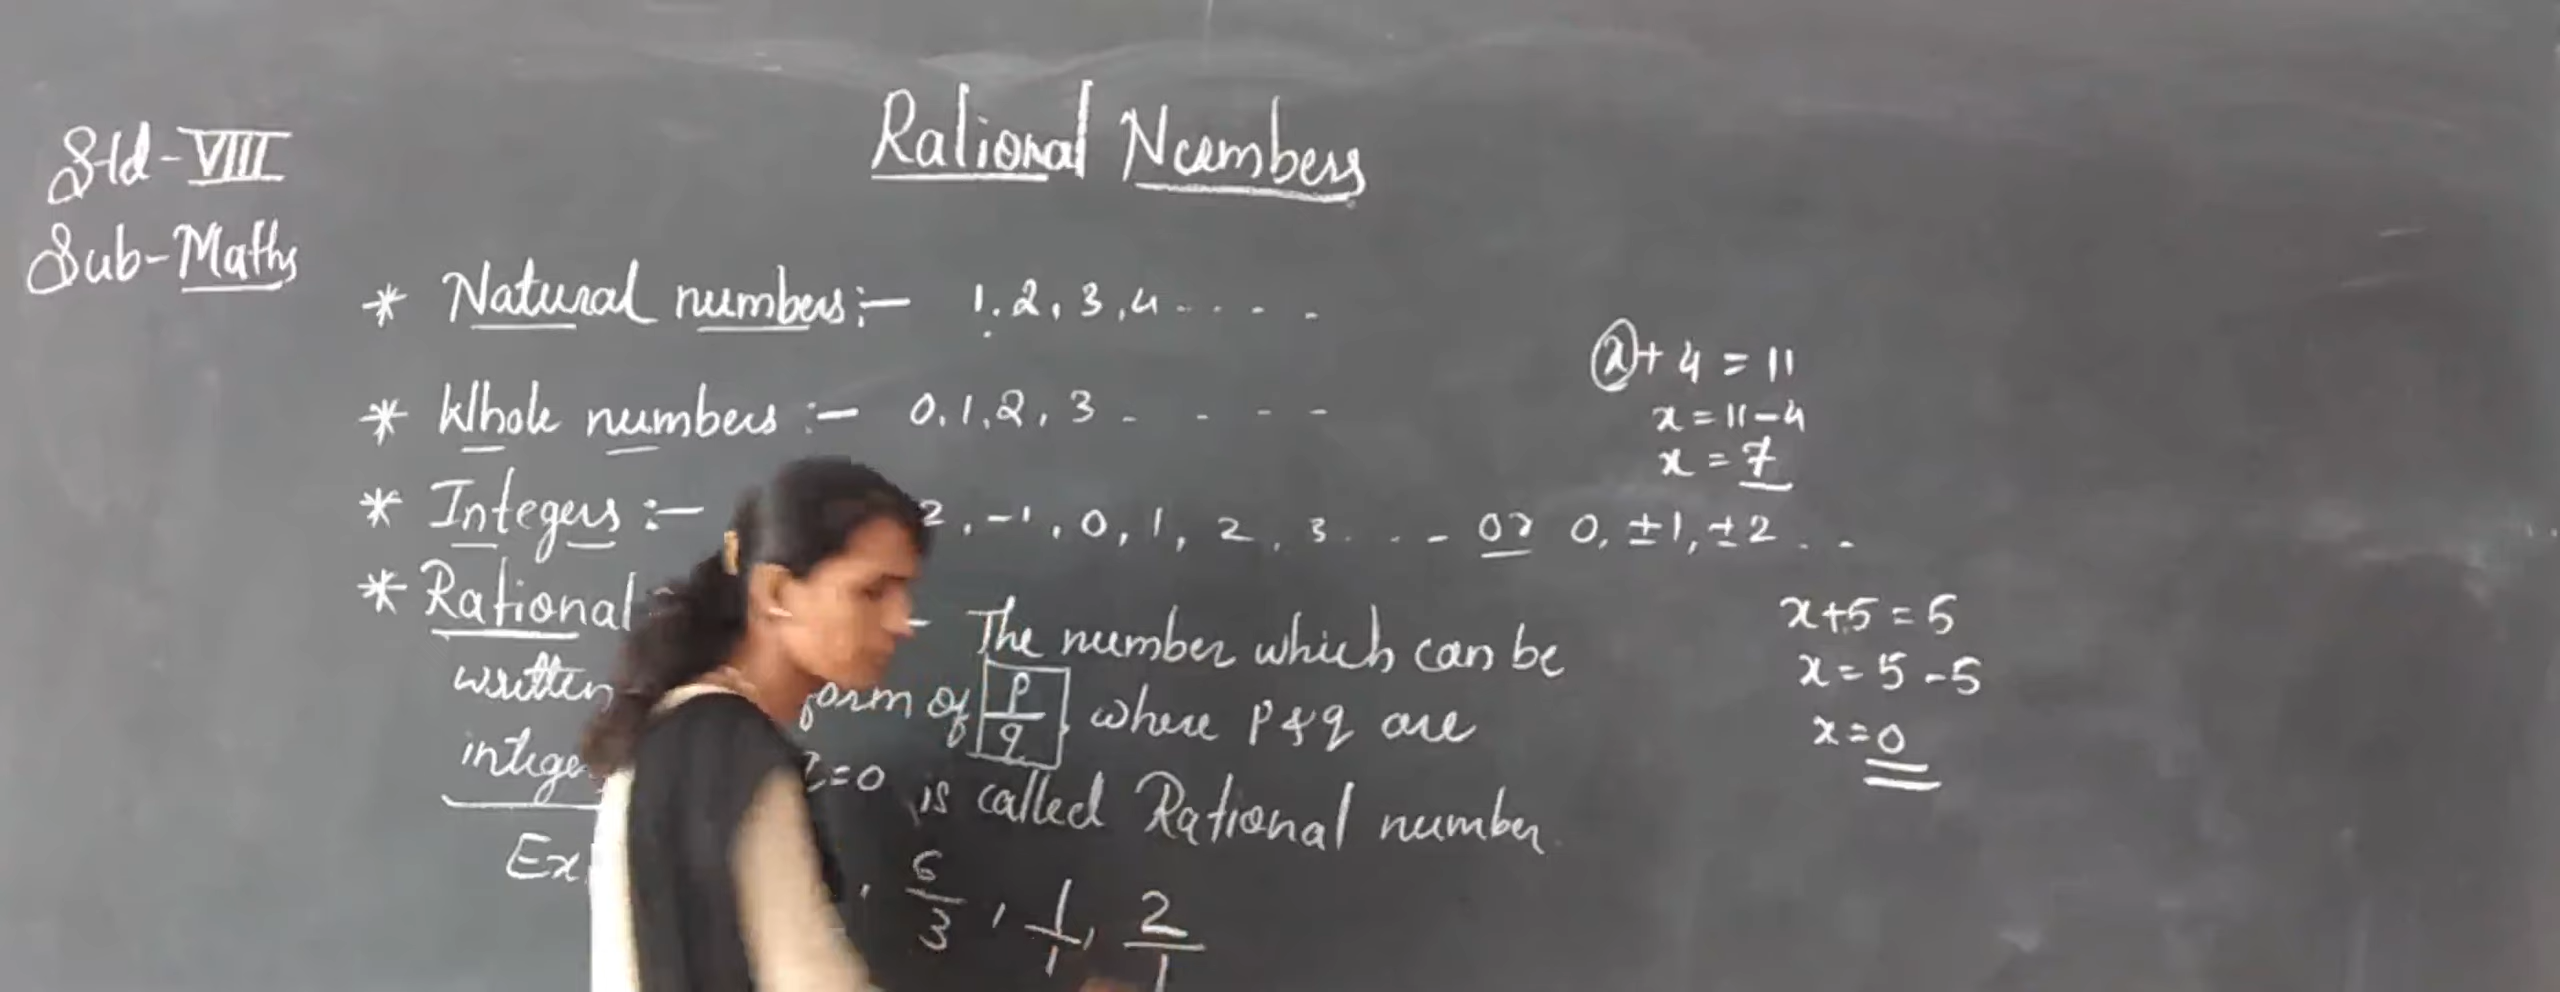 Rational Numbers
Std-VIII
Sub-Maths
* Natural numbers:- 1, 2, 3, 4 . . . .
* Whole numbers :- 0, 1, 2, 3 - - - -
* Integers :- 2, -1, 0, 1, 2, 3 . . . - or 0, ±1, ±2 . .
* Rational - The number which can be
written form of p/q, where p & q are
integer =0 is called Rational number.
Ex , 6/3, 1/1, 2/1
x + 4 = 11
x = 11-4
x = 7
x+5 = 5
x = 5 -5
x = 0